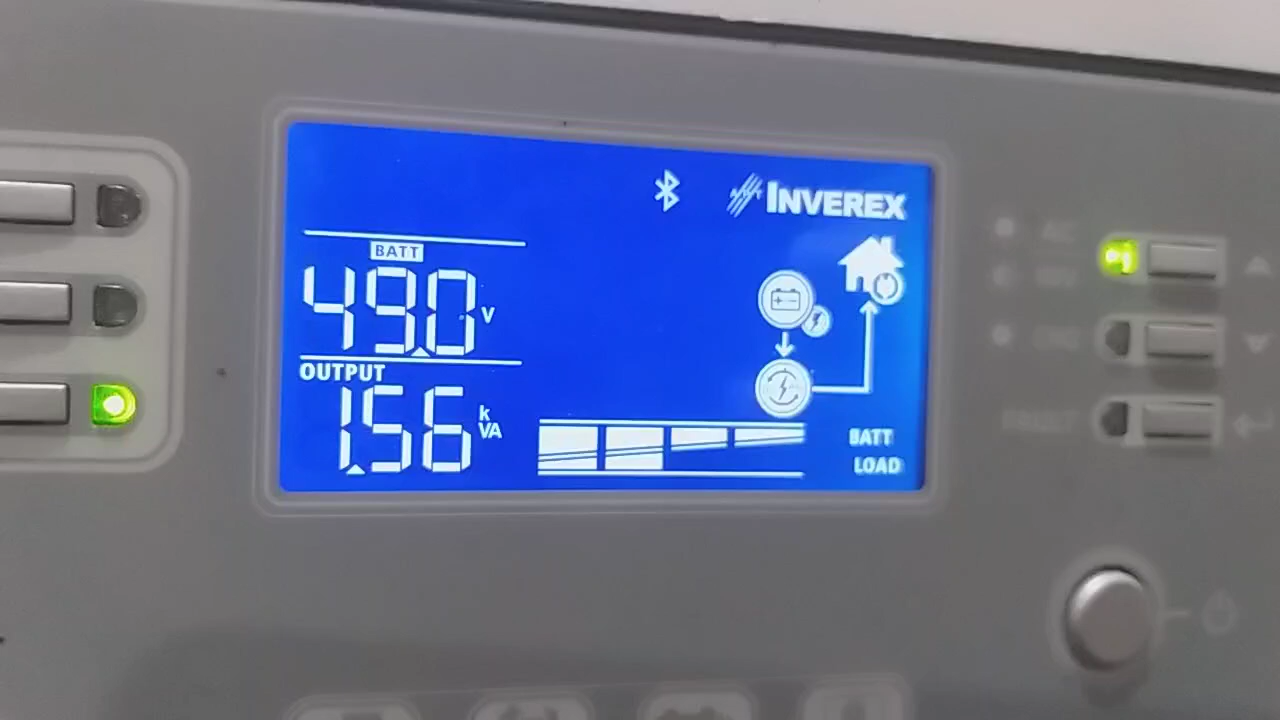 INVEREX
BATT
49.0 V
OUTPUT
1.56 kVA
BATT
LOAD